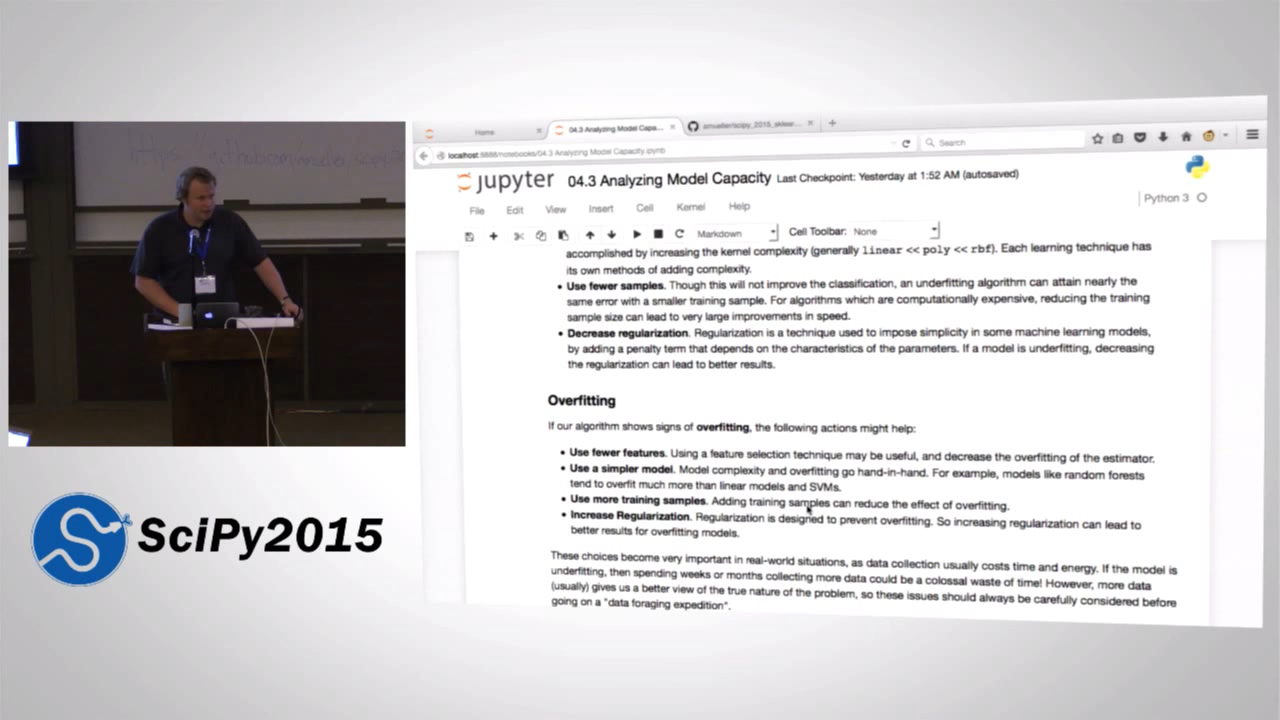 https
Home
04.3 Analyzing Model Capa...
amueller/scipy_2015_sklear...
localhost:8888/notebooks/04.3 Analyzing Model Capacity.ipynb
Search
jupyter 04.3 Analyzing Model Capacity Last Checkpoint: Yesterday at 1:52 AM (autosaved)
File Edit View Insert Cell Kernel Help
Python 3
Markdown Cell Toolbar: None
accomplished by increasing the kernel complexity (generally linear << poly << rbf). Each learning technique has
its own methods of adding complexity.
• Use fewer samples. Though this will not improve the classification, an underfitting algorithm can attain nearly the
same error with a smaller training sample. For algorithms which are computationally expensive, reducing the training
sample size can lead to very large improvements in speed.
• Decrease regularization. Regularization is a technique used to impose simplicity in some machine learning models,
by adding a penalty term that depends on the characteristics of the parameters. If a model is underfitting, decreasing
the regularization can lead to better results.
Overfitting
If our algorithm shows signs of overfitting, the following actions might help:
• Use fewer features. Using a feature selection technique may be useful, and decrease the overfitting of the estimator.
• Use a simpler model. Model complexity and overfitting go hand-in-hand. For example, models like random forests
tend to overfit much more than linear models and SVMs.
• Use more training samples. Adding training samples can reduce the effect of overfitting.
• Increase Regularization. Regularization is designed to prevent overfitting. So increasing regularization can lead to
better results for overfitting models.
These choices become very important in real-world situations, as data collection usually costs time and energy. If the model is
underfitting, then spending weeks or months collecting more data could be a colossal waste of time! However, more data
(usually) gives us a better view of the true nature of the problem, so these issues should always be carefully considered before
going on a "data foraging expedition".
SciPy2015